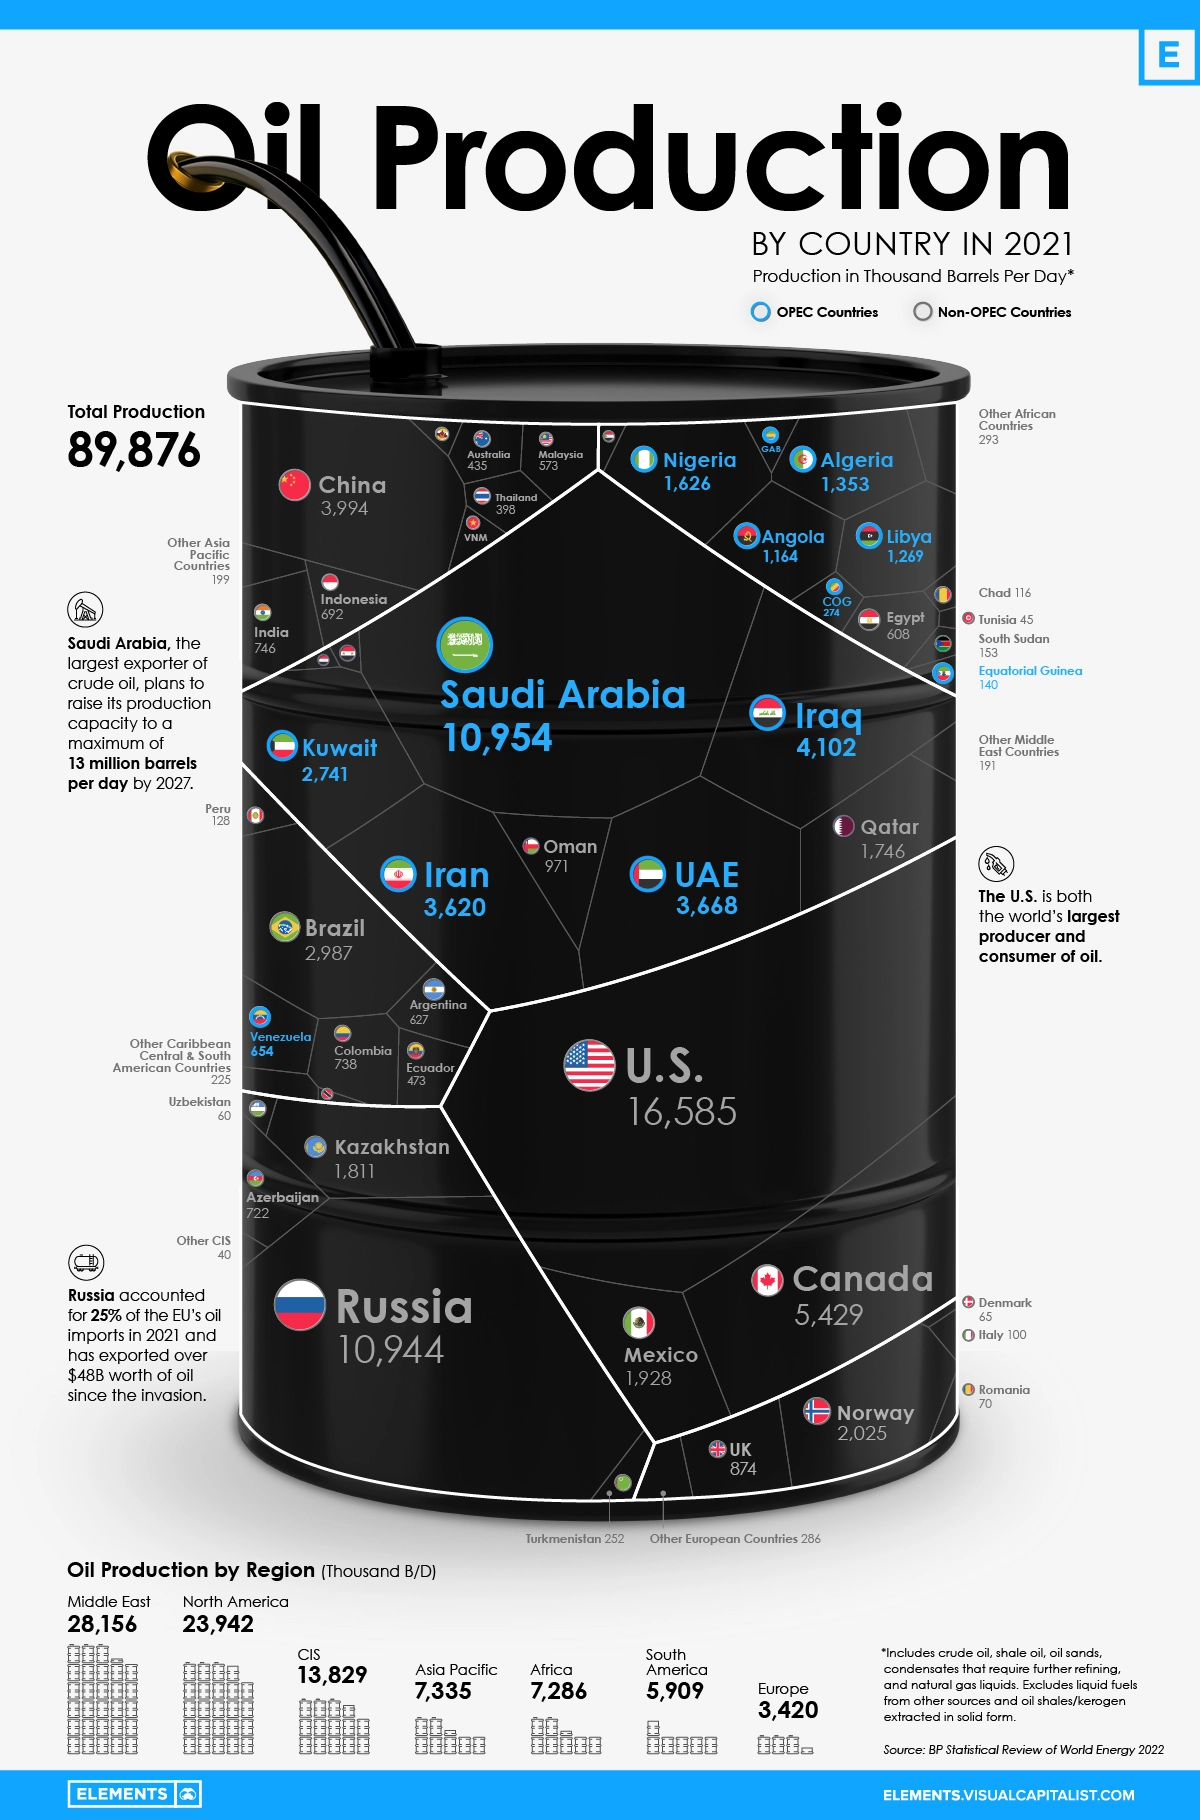 E
Oil Production
BY COUNTRY IN 2021
Production in Thousand Barrels Per Day*
OPEC Countries
Non-OPEC Countries
Total Production
89,876
Other Asia
Pacific
Countries
199
Saudi Arabia, the
largest exporter of
crude oil, plans to
raise its production
capacity to a
maximum of
13 million barrels
per day by 2027.
Peru
128
Other Caribbean
Central & South
American Countries
225
Uzbekistan
60
Other CIS
40
Russia accounted
for 25% of the EU's oil
imports in 2021 and
has exported over
$48B worth of oil
since the invasion.
China
3,994
Australia
435
Malaysia
573
Thailand
398
VNM
Indonesia
692
India
746
Nigeria
1,626
GAB
Algeria
1,353
Angola
1,164
Libya
1,269
COG
274
Egypt
608
Other African
Countries
293
Chad 116
Tunisia 45
South Sudan
153
Equatorial Guinea
140
Saudi Arabia
10,954
Iraq
4,102
Kuwait
2,741
Qatar
1,746
Oman
971
Iran
3,620
UAE
3,668
Other Middle
East Countries
191
The U.S. is both
the world's largest
producer and
consumer of oil.
Brazil
2,987
Argentina
627
Venezuela
654
Colombia
738
Ecuador
473
U.S.
16,585
Kazakhstan
1,811
Azerbaijan
722
Russia
10,944
Canada
5,429
Mexico
1,928
Norway
2,025
UK
874
Denmark
65
Italy 100
Romania
70
Turkmenistan 252
Other European Countries 286
Oil Production by Region (Thousand B/D)
Middle East
28,156
North America
23,942
CIS
13,829
Asia Pacific
7,335
Africa
7,286
South
America
5,909
Europe
3,420
*Includes crude oil, shale oil, oil sands,
condensates that require further refining,
and natural gas liquids. Excludes liquid fuels
from other sources and oil shales/kerogen
extracted in solid form.
Source: BP Statistical Review of World Energy 2022
ELEMENTS
ELEMENTS.VISUALCAPITALIST.COM